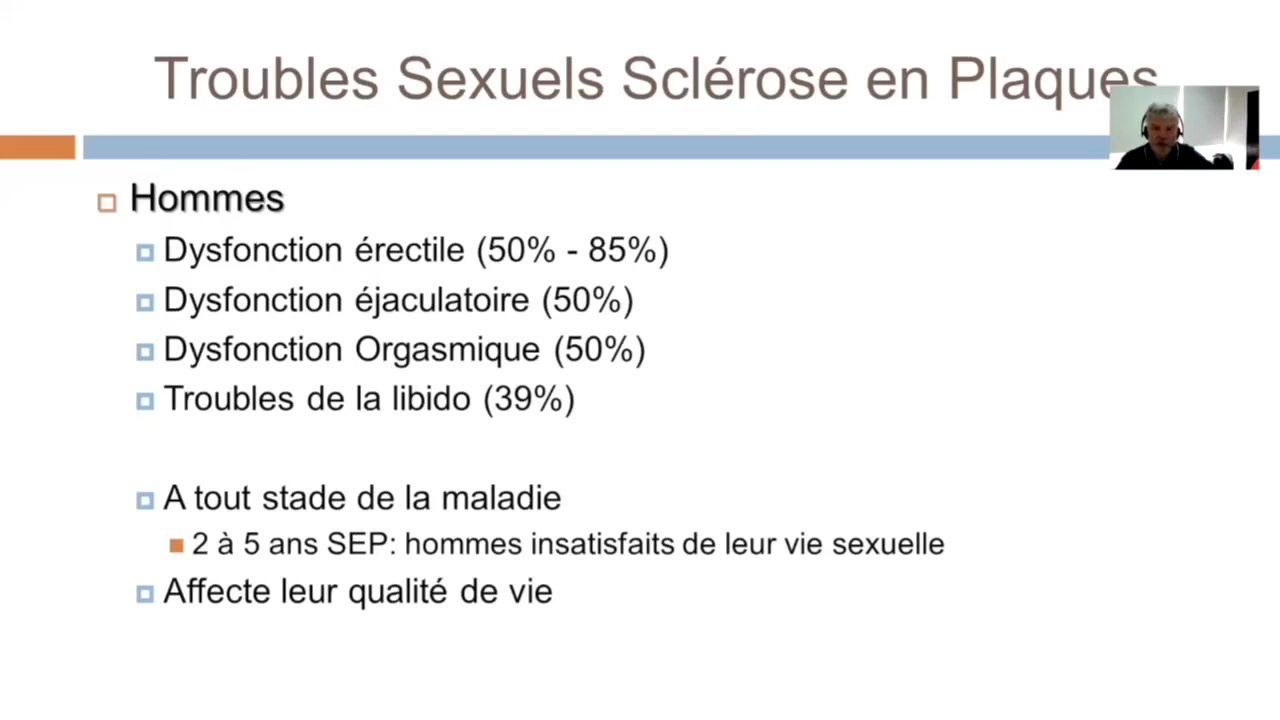 Troubles Sexuels Sclérose en Plaques
Hommes
Dysfonction érectile (50% - 85%)
Dysfonction éjaculatoire (50%)
Dysfonction Orgasmique (50%)
Troubles de la libido (39%)
A tout stade de la maladie
2 à 5 ans SEP: hommes insatisfaits de leur vie sexuelle
Affecte leur qualité de vie